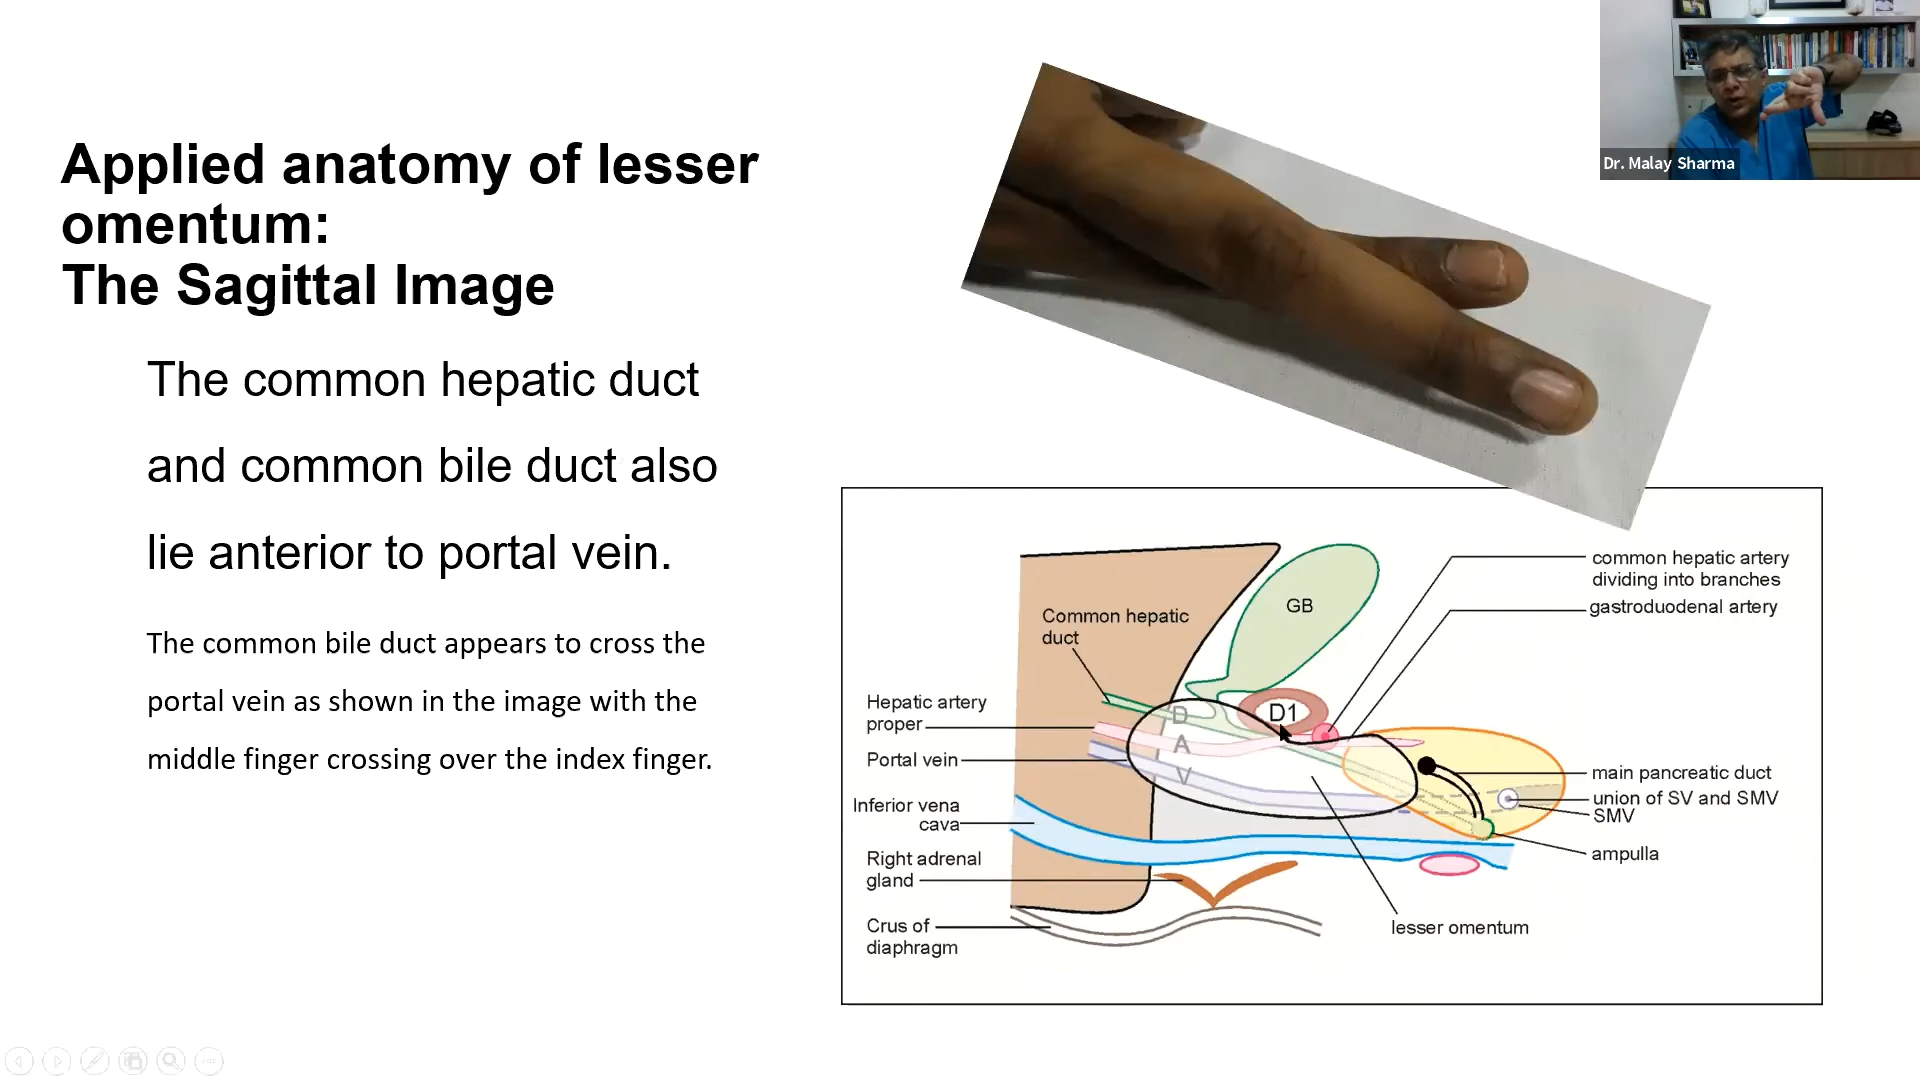 Dr. Malay Sharma
Applied anatomy of lesser
omentum:
The Sagittal Image
The common hepatic duct
and common bile duct also
lie anterior to portal vein.
The common bile duct appears to cross the
portal vein as shown in the image with the
middle finger crossing over the index finger.
common hepatic artery
dividing into branches
gastroduodenal artery
GB
Common hepatic
duct
Hepatic artery
proper
D
D1
A
Portal vein
V
main pancreatic duct
union of SV and SMV
SMV
Inferior vena
cava
ampulla
Right adrenal
gland
Crus of
diaphragm
lesser omentum